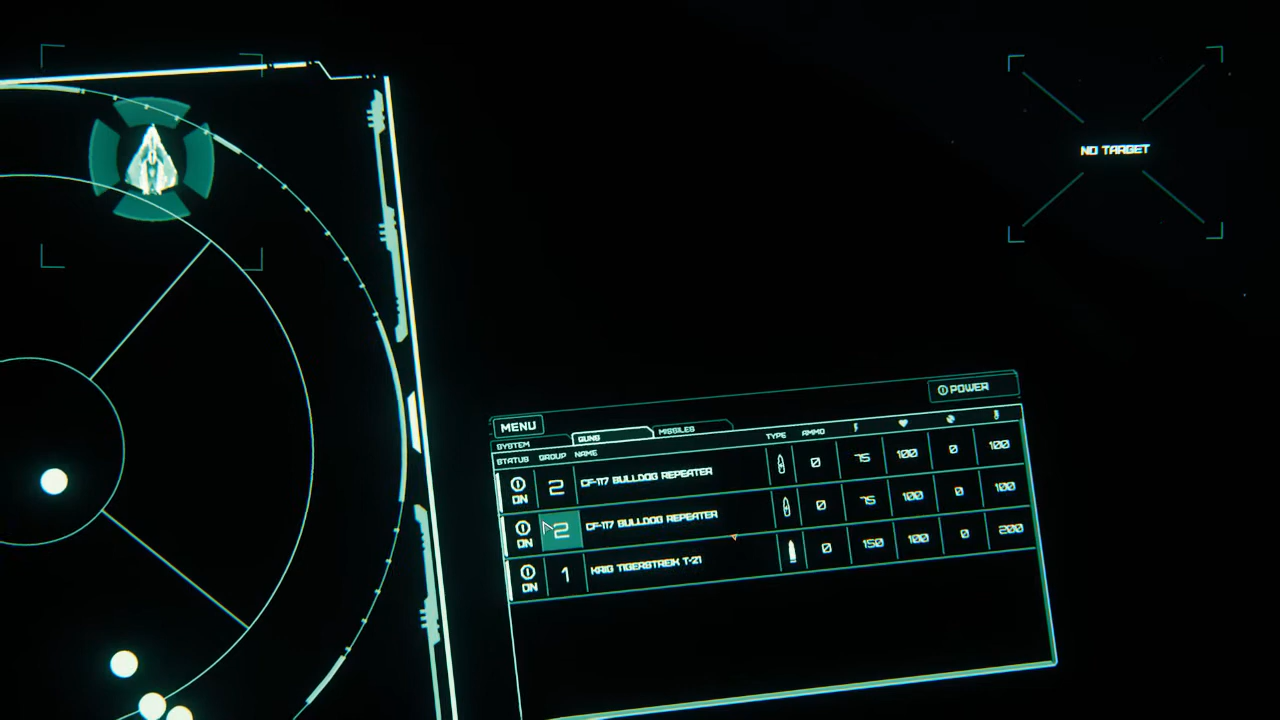 NO TARGET
POWER
MENU
SYSTEM GUNS MISSILES
STATUS GROUP NAME TYPE AMMO
ON 2 CF-117 BULLDOG REPEATER 0 75 100 0 100
ON 2 CF-117 BULLDOG REPEATER 0 75 100 0 100
ON 1 KRIG TIGERSTREIK T-21 0 150 100 0 200